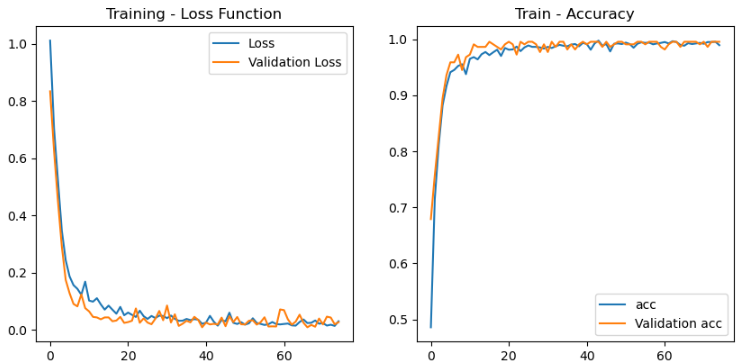 Training - Loss Function
1.0
0.8
0.6
0.4
0.2
0.0
0 20 40 60
Loss
Validation Loss
Train - Accuracy
1.0
0.9
0.8
0.7
0.6
0.5
0 20 40 60
acc
Validation acc